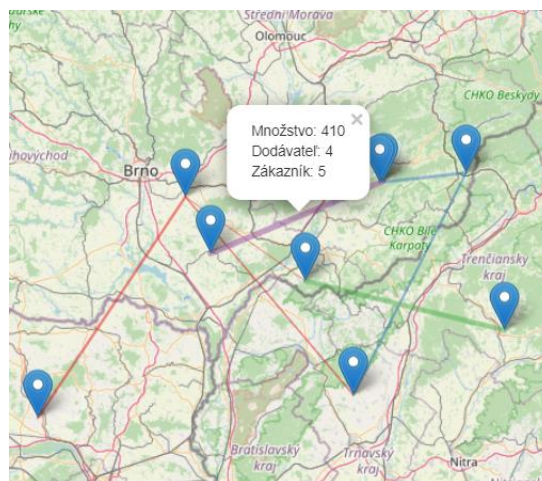 Střední Morava
Olomouc
CHKO Beskydy
×
Množstvo: 410
Dodávateľ: 4
Zákazník: 5
Jihovýchod
Brno
CHKO Bílé
Karpaty
Trenčiansky
kraj
Bratislavský
kraj
Trnavský
kraj
Nitra